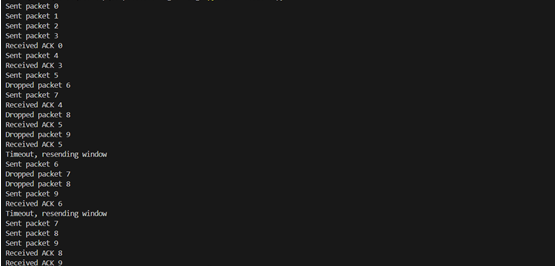 Sent packet 0
Sent packet 1
Sent packet 2
Sent packet 3
Received ACK 0
Sent packet 4
Received ACK 3
Sent packet 5
Dropped packet 6
Sent packet 7
Received ACK 4
Dropped packet 8
Received ACK 5
Dropped packet 9
Received ACK 5
Timeout, resending window
Sent packet 6
Dropped packet 7
Dropped packet 8
Sent packet 9
Received ACK 6
Timeout, resending window
Sent packet 7
Sent packet 8
Sent packet 9
Received ACK 8
Received ACK 9